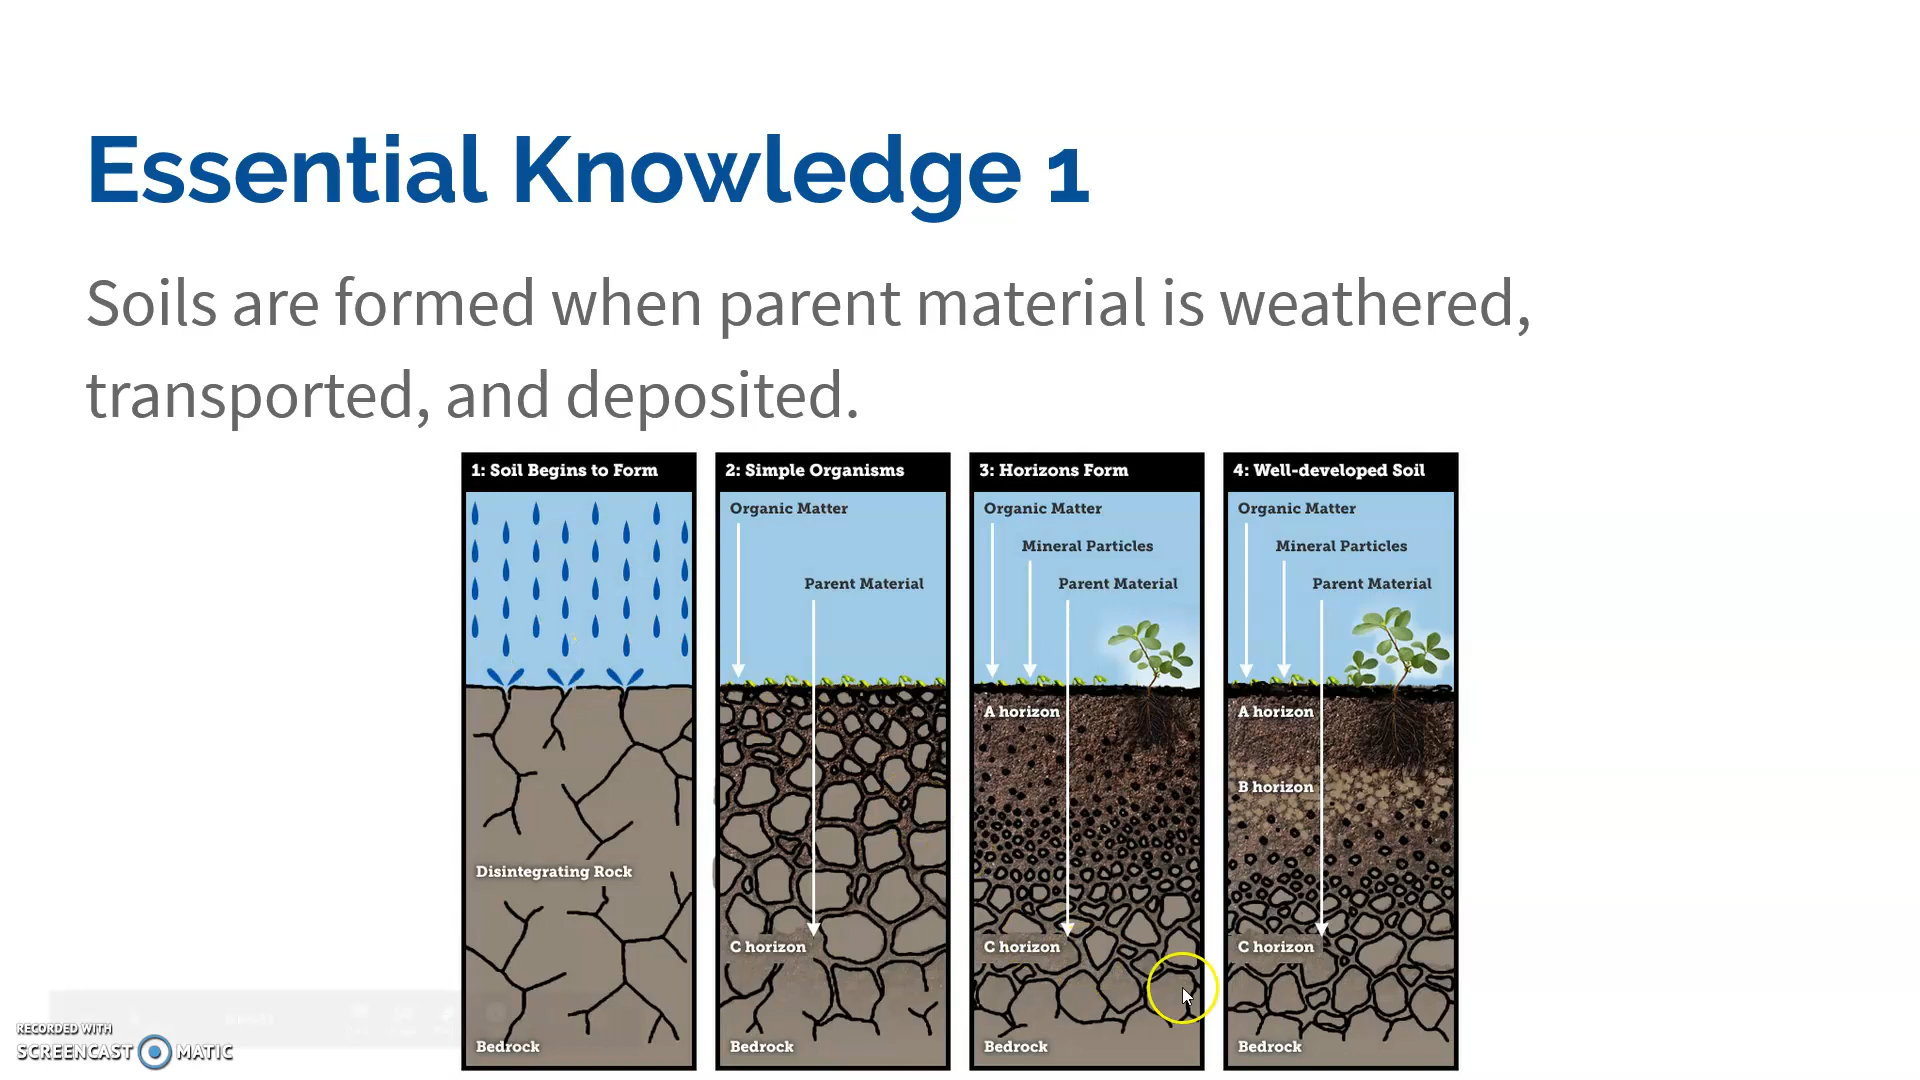 Essential Knowledge 1
Soils are formed when parent material is weathered,
transported, and deposited.
1: Soil Begins to Form
Disintegrating Rock
Bedrock
2: Simple Organisms
Organic Matter
Parent Material
C horizon
Bedrock
3: Horizons Form
Organic Matter
Mineral Particles
Parent Material
A horizon
C horizon
Bedrock
4: Well-developed Soil
Organic Matter
Mineral Particles
Parent Material
A horizon
B horizon
C horizon
Bedrock
RECORDED WITH
SCREENCAST MATIC